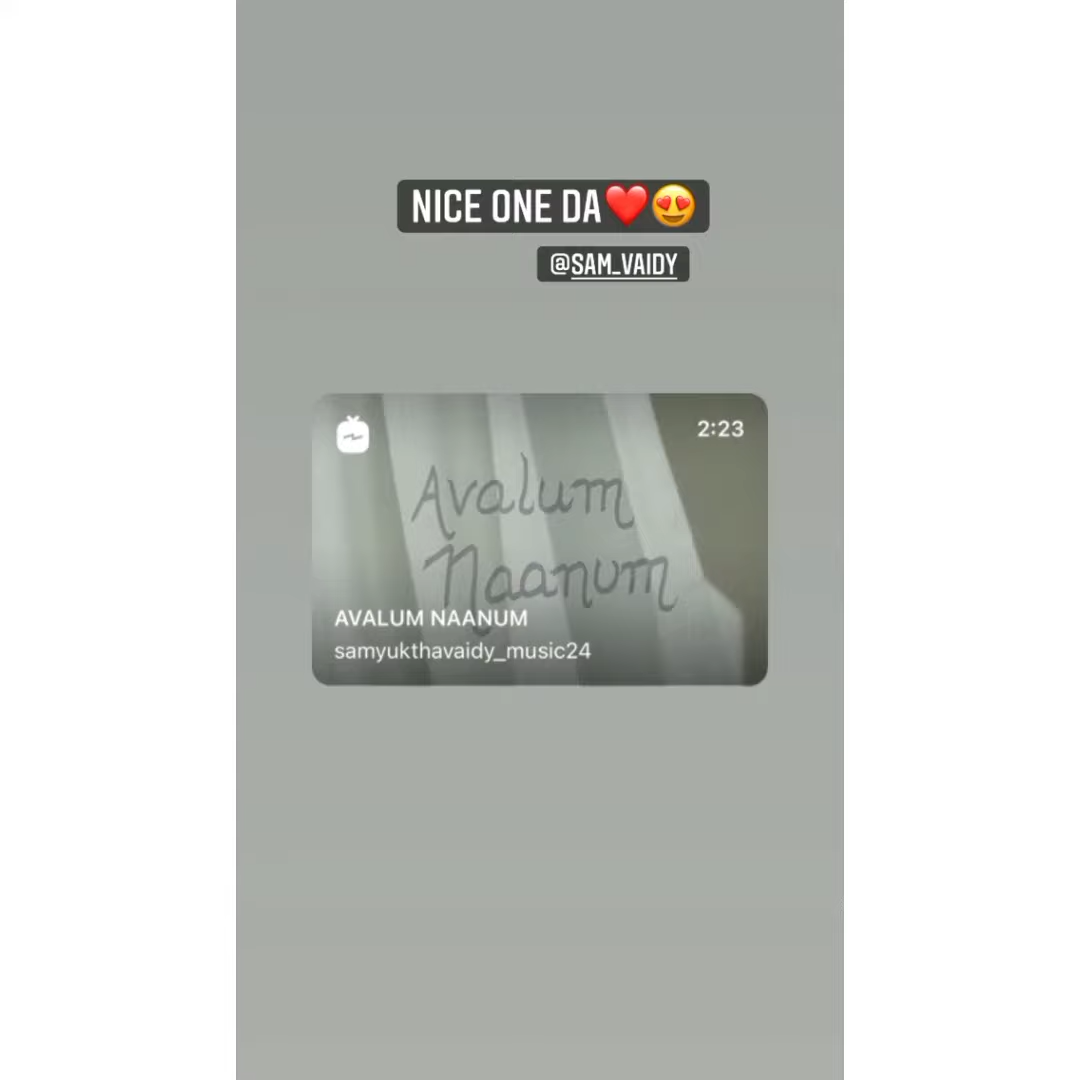 NICE ONE DA❤️😍
@SAM_VAIDY
2:23
Avalum
Naanum
AVALUM NAANUM
samyukthavaidy_music24